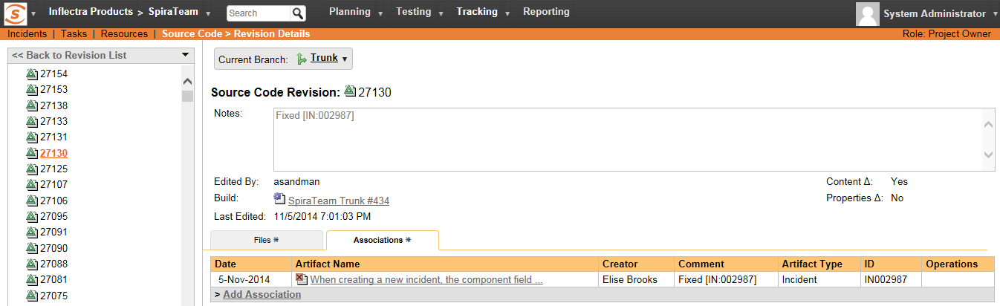 Inflectra Products > SpiraTeam Search Planning Testing Tracking Reporting System Administrator
Incidents | Tasks | Resources | Source Code > Revision Details Role: Project Owner
<< Back to Revision List
27154
27153
27138
27133
27131
27130
27125
27107
27106
27095
27091
27090
27088
27081
27075
Current Branch: Trunk
Source Code Revision: 27130
Notes: Fixed [IN:002987]
Edited By: asandman Content Δ: Yes
Build: SpiraTeam Trunk #434 Properties Δ: No
Last Edited: 11/5/2014 7:01:03 PM
Files * Associations *
Date Artifact Name Creator Comment Artifact Type ID Operations
5-Nov-2014 When creating a new incident, the component field ... Elise Brooks Fixed [IN:002987] Incident IN002987
> Add Association